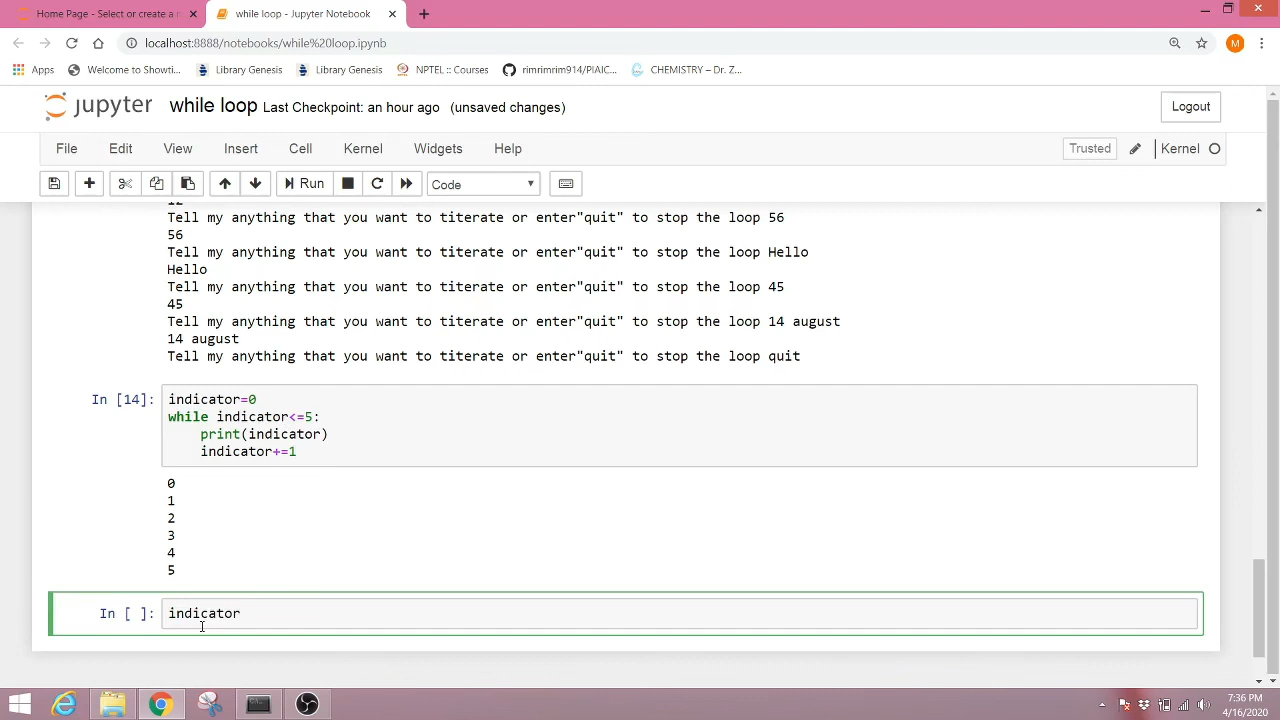 Home Page - Select or create a n
while loop - Jupyter Notebook
localhost:8888/notebooks/while%20loop.ipynb
M
Apps
Welcome to Showti...
Library Genesis
Library Genesis
NPTEL :: Courses
rimrimrim914/PIAIC...
CHEMISTRY – Dr. Z...
jupyter while loop Last Checkpoint: an hour ago (unsaved changes)
Logout
File Edit View Insert Cell Kernel Widgets Help
Trusted
Kernel
Run
Code
12
Tell my anything that you want to titerate or enter"quit" to stop the loop 56
56
Tell my anything that you want to titerate or enter"quit" to stop the loop Hello
Hello
Tell my anything that you want to titerate or enter"quit" to stop the loop 45
45
Tell my anything that you want to titerate or enter"quit" to stop the loop 14 august
14 august
Tell my anything that you want to titerate or enter"quit" to stop the loop quit
In [14]: indicator=0
while indicator<=5:
print(indicator)
indicator+=1
0
1
2
3
4
5
In [ ]: indicator
7:36 PM
4/16/2020